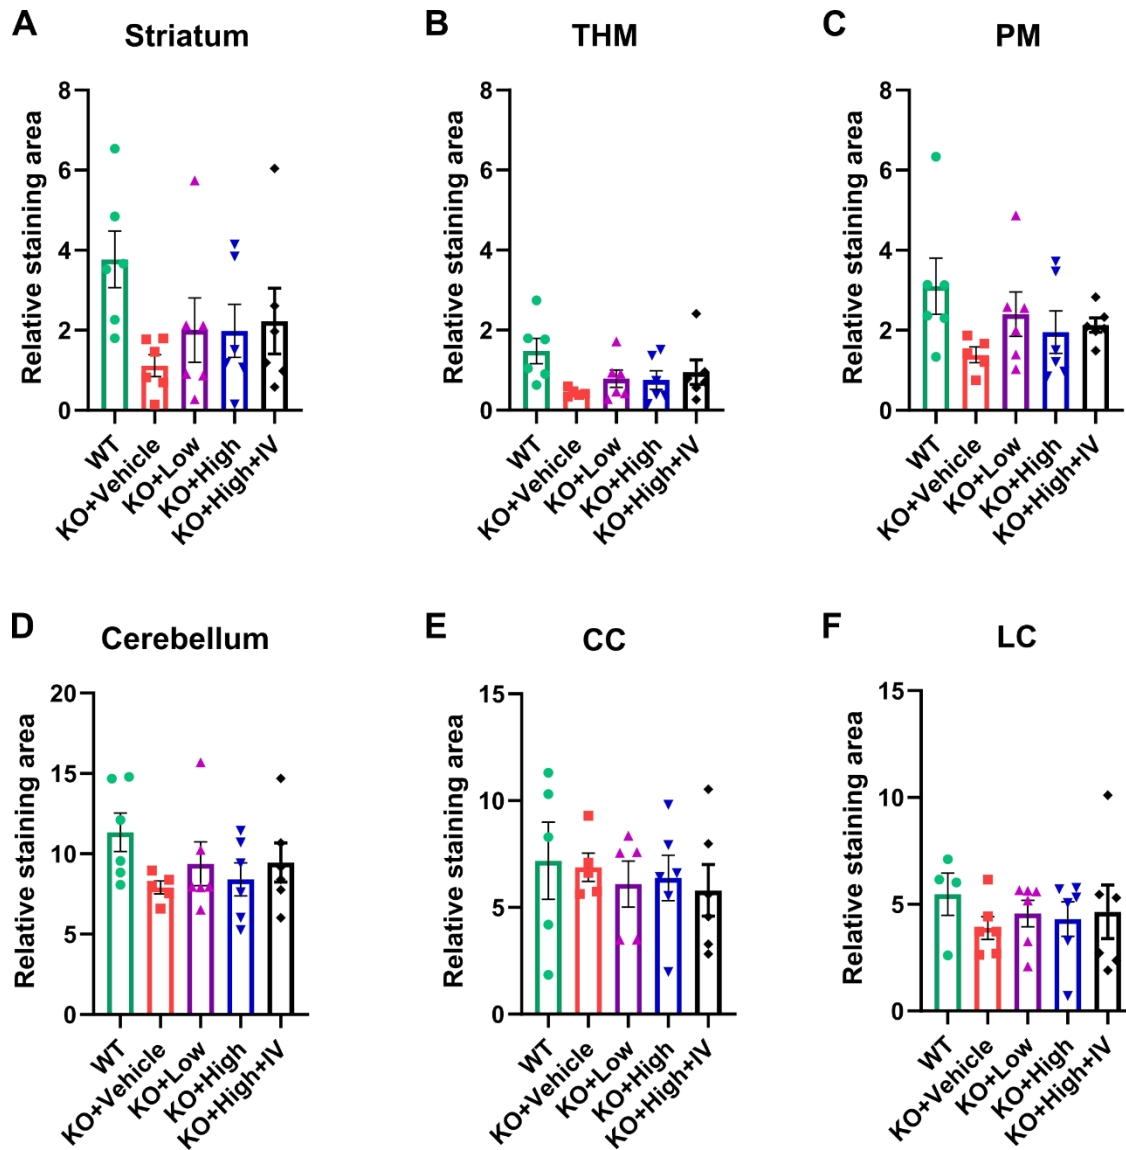 A
Striatum
Relative staining area
8
6
4
2
0
WT
KO+Vehicle
KO+Low
KO+High
KO+High+IV
B
THM
Relative staining area
8
6
4
2
0
WT
KO+Vehicle
KO+Low
KO+High
KO+High+IV
C
PM
Relative staining area
8
6
4
2
0
WT
KO+Vehicle
KO+Low
KO+High
KO+High+IV
D
Cerebellum
Relative staining area
20
15
10
5
0
WT
KO+Vehicle
KO+Low
KO+High
KO+High+IV
E
CC
Relative staining area
15
10
5
0
WT
KO+Vehicle
KO+Low
KO+High
KO+High+IV
F
LC
Relative staining area
15
10
5
0
WT
KO+Vehicle
KO+Low
KO+High
KO+High+IV